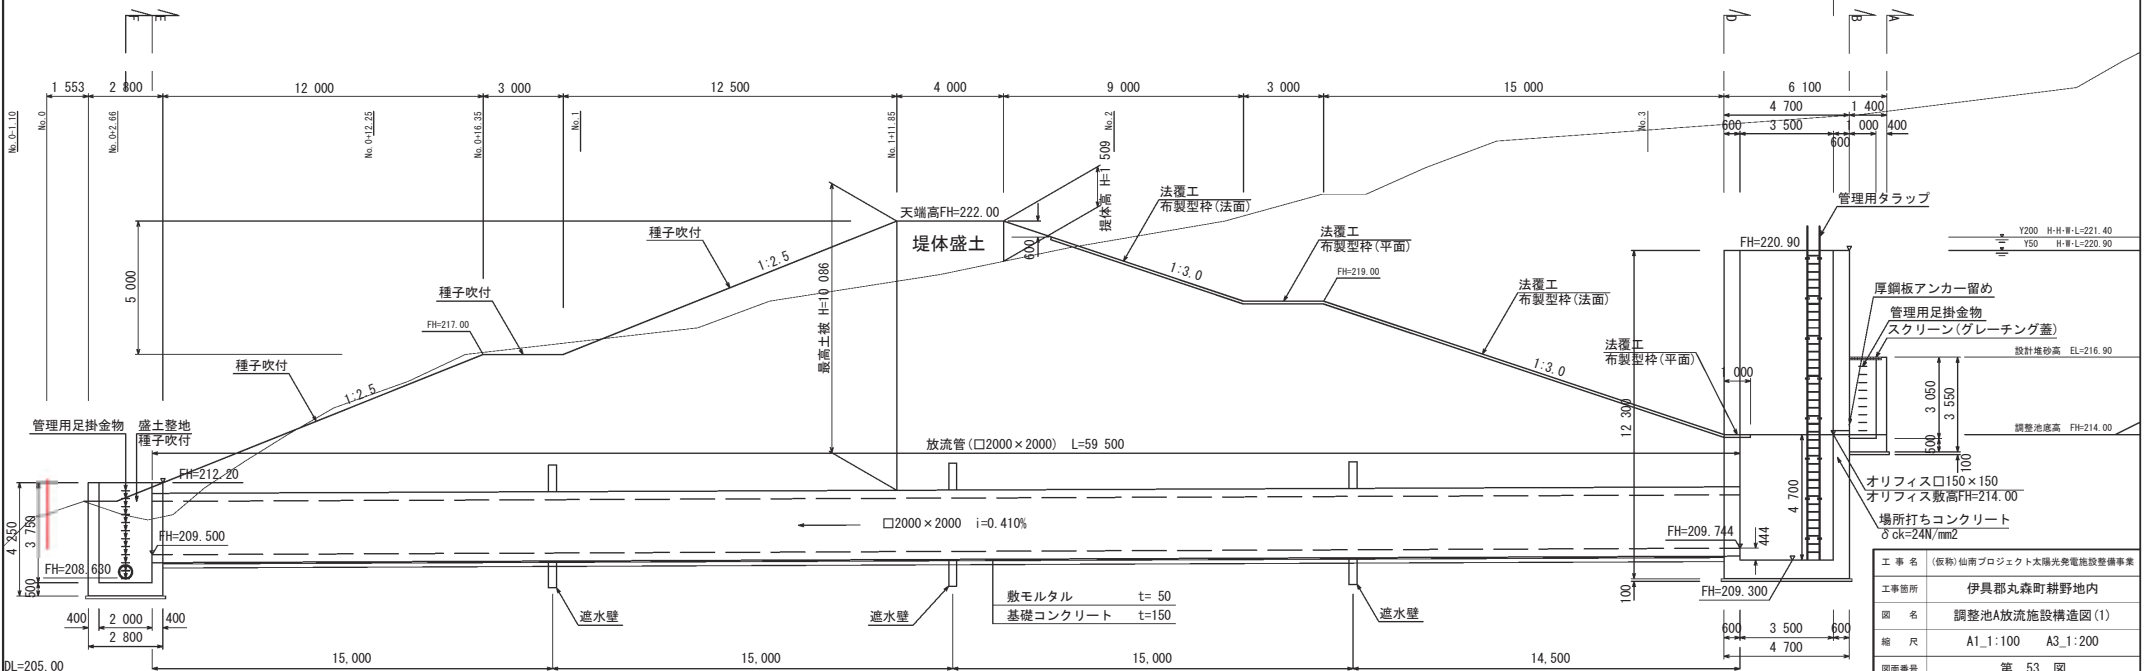 F E D B A
1 553 2 800 12 000 3 000 12 500 4 000 9 000 3 000 15 000 6 100
4 700 1 400
600 3 500 1 000 400
600
No.0-1.10 No.0 No.0+2.66 No.0+12.25 No.0+16.35 No.1 No.1+11.85 No.2 No.3
堤体高 H=1 509
法覆工
布製型枠(法面)
管理用タラップ
天端高FH=222.00
堤体盛土
種子吹付
法覆工
布製型枠(平面)
FH=220.90
Y200 H・H・W・L=221.40
Y50 H・W・L=220.90
600
1:2.5
1:3.0
FH=219.00
5 000
種子吹付
最高土被 H=10 086
法覆工
布製型枠(法面)
厚鋼板アンカー留め
管理用足掛金物
スクリーン(グレーチング蓋)
FH=217.00
法覆工
布製型枠(平面)
設計堆砂高 EL=216.90
種子吹付
1:2.5
1:3.0
1 000
12 300
3 050
3 550
管理用足掛金物
盛土整地
種子吹付
放流管(□2000×2000) L=59 500
調整池底高 FH=214.00
500
100
FH=212.20
オリフィス□150×150
オリフィス敷高FH=214.00
4 250
3 750
4 700
□2000×2000 i=0.410%
場所打ちコンクリート
δck=24N/mm2
FH=209.500
FH=209.744
444
FH=208.630
500
敷モルタル t= 50
基礎コンクリート t=150
遮水壁
遮水壁
遮水壁
100
FH=209.300
400 2 000 400
2 800
600 3 500 600
4 700
15,000 15,000 15,000 14,500
DL=205.00
工 事 名 (仮称)仙南プロジェクト太陽光発電施設整備事業
工事箇所 伊具郡丸森町耕野地内
図 名 調整池A放流施設構造図(1)
縮 尺 A1_1:100 A3_1:200
図面番号 第 53 図